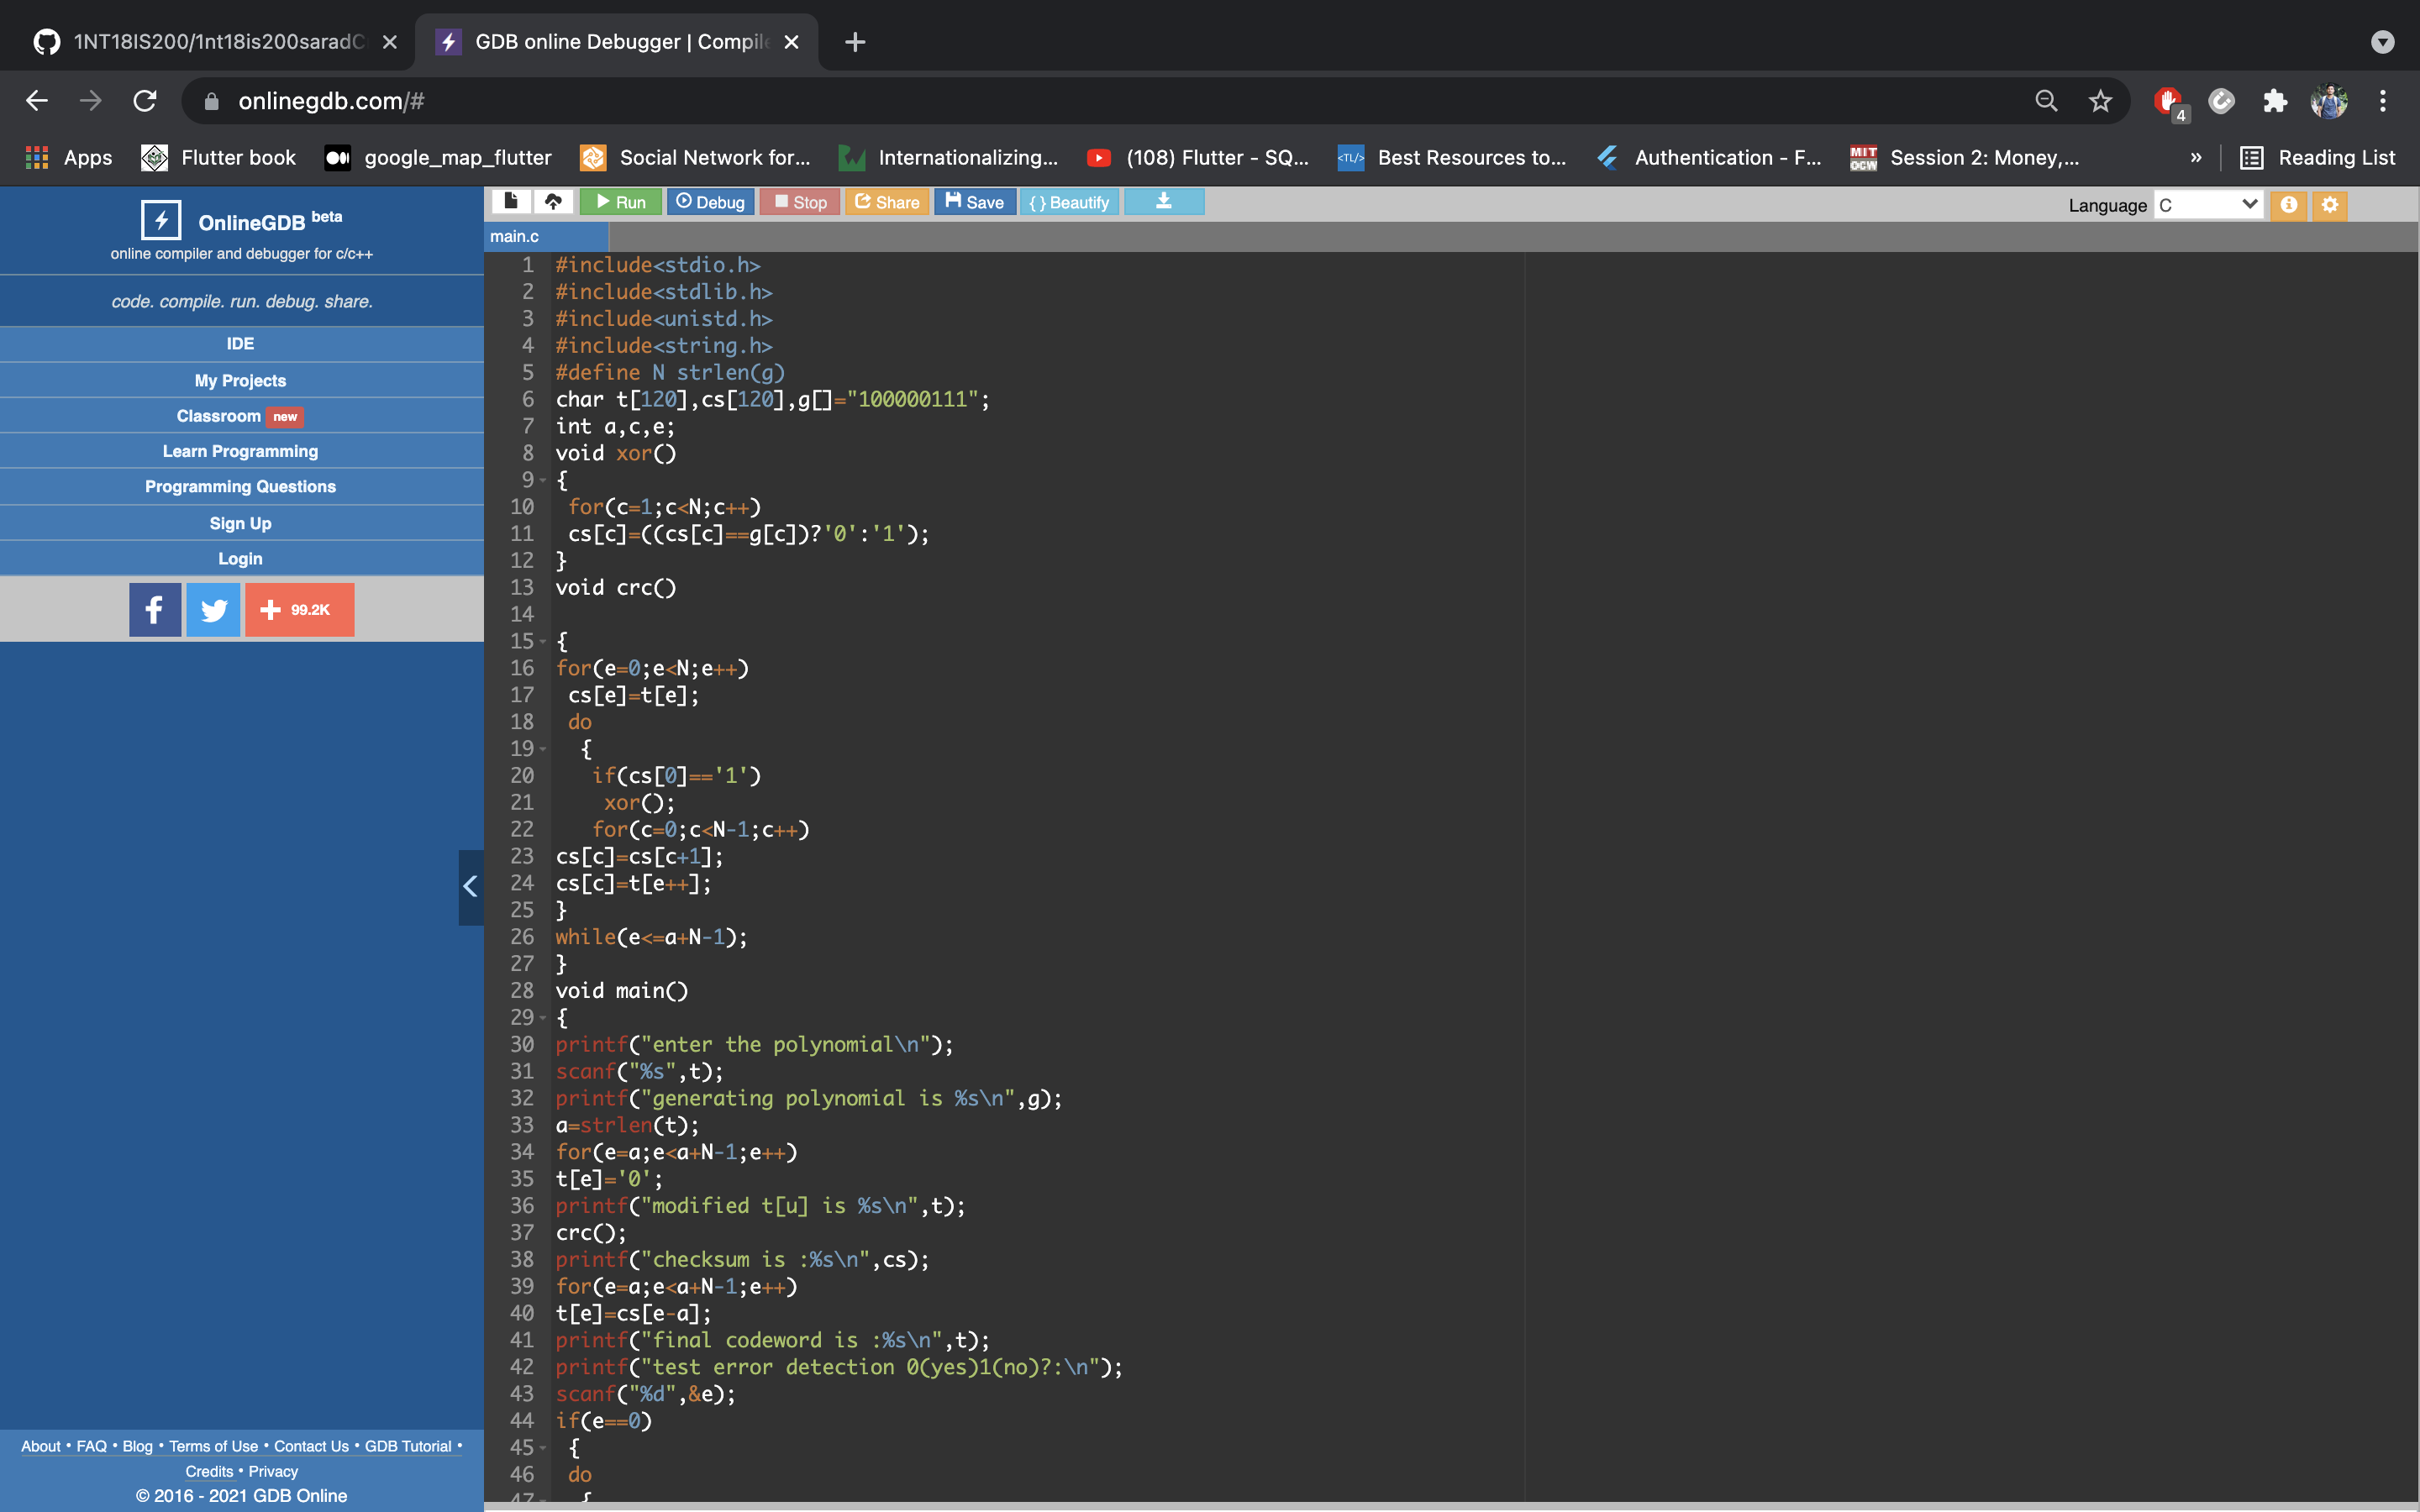 1NT18IS200/1nt18is200saradC
GDB online Debugger | Compile
onlinegdb.com/#
4
Apps
Flutter book
google_map_flutter
Social Network for...
Internationalizing...
(108) Flutter - SQ...
<TL/> Best Resources to...
Authentication - F...
MIT OCW Session 2: Money,...
»
Reading List
OnlineGDB beta
online compiler and debugger for c/c++
code. compile. run. debug. share.
IDE
My Projects
Classroom new
Learn Programming
Programming Questions
Sign Up
Login
f + 99.2K
About • FAQ • Blog • Terms of Use • Contact Us • GDB Tutorial •
Credits • Privacy
© 2016 - 2021 GDB Online
Run Debug Stop Share Save { } Beautify
Language C
main.c
1 #include<stdio.h>
2 #include<stdlib.h>
3 #include<unistd.h>
4 #include<string.h>
5 #define N strlen(g)
6 char t[120],cs[120],g[]="100000111";
7 int a,c,e;
8 void xor()
9 {
10 for(c=1;c<N;c++)
11 cs[c]=((cs[c]==g[c])?'0':'1');
12 }
13 void crc()
14
15 {
16 for(e=0;e<N;e++)
17 cs[e]=t[e];
18 do
19 {
20 if(cs[0]=='1')
21 xor();
22 for(c=0;c<N-1;c++)
23 cs[c]=cs[c+1];
24 cs[c]=t[e++];
25 }
26 while(e<=a+N-1);
27 }
28 void main()
29 {
30 printf("enter the polynomial\n");
31 scanf("%s",t);
32 printf("generating polynomial is %s\n",g);
33 a=strlen(t);
34 for(e=a;e<a+N-1;e++)
35 t[e]='0';
36 printf("modified t[u] is %s\n",t);
37 crc();
38 printf("checksum is :%s\n",cs);
39 for(e=a;e<a+N-1;e++)
40 t[e]=cs[e-a];
41 printf("final codeword is :%s\n",t);
42 printf("test error detection 0(yes)1(no)?:\n");
43 scanf("%d",&e);
44 if(e==0)
45 {
46 do
47 {